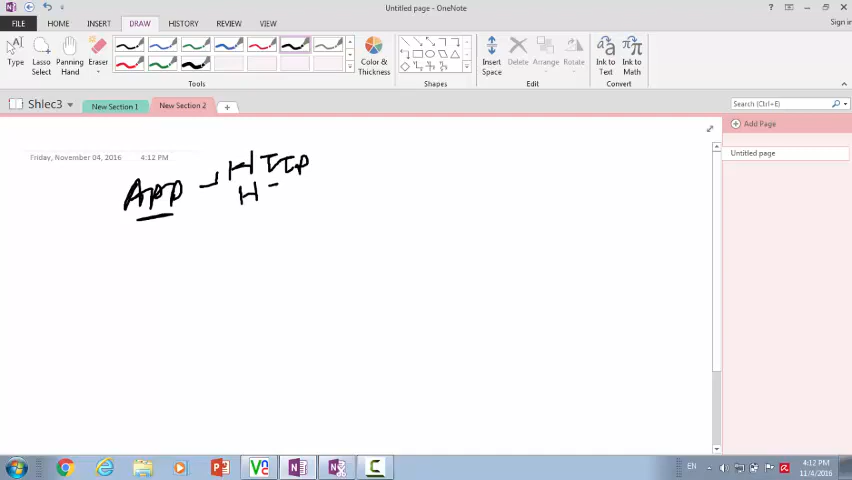 Untitled page - OneNote
FILE HOME INSERT DRAW HISTORY REVIEW VIEW
Sign in
Type
Lasso Select
Panning Hand
Eraser
Color & Thickness
Insert Space
Delete
Arrange
Rotate
Ink to Text
Ink to Math
Tools
Shapes
Edit
Convert
Shlec3 New Section 1 New Section 2
Search (Ctrl+E)
Add Page
Untitled page
Friday, November 04, 2016 4:12 PM
APP HTTP
H
EN 4:12 PM
11/4/2016